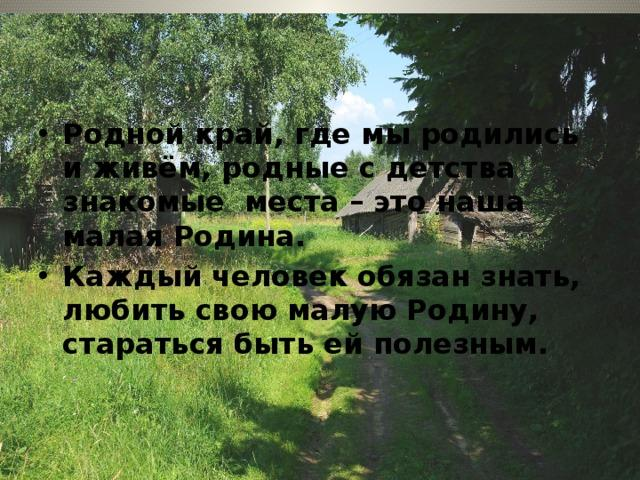 • Родной край, где мы родились
и живём, родные с детства
знакомые  места – это наша
малая Родина.
• Каждый человек обязан знать,
любить свою малую Родину,
стараться быть ей полезным.